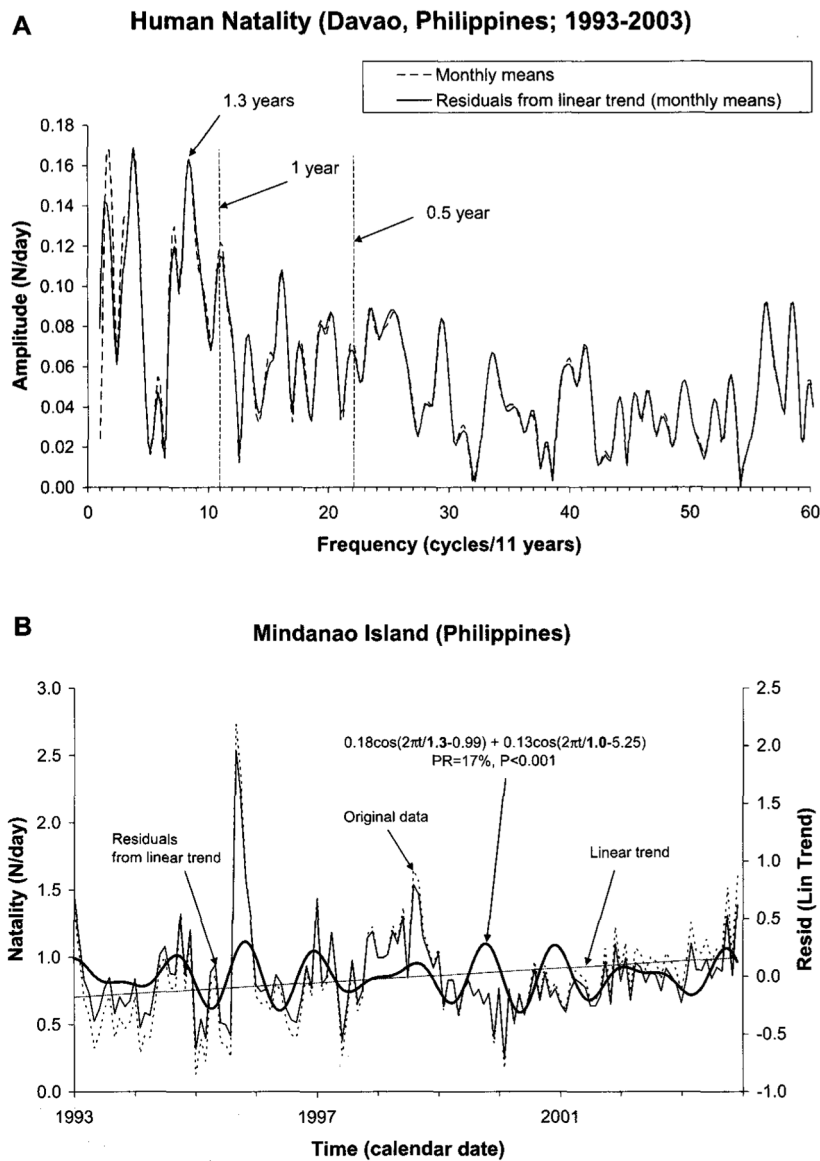 A
Human Natality (Davao, Philippines; 1993-2003)
Monthly means
Residuals from linear trend (monthly means)
1.3 years
1 year
0.5 year
0.18
0.16
0.14
0.12
0.10
0.08
0.06
0.04
0.02
0.00
Amplitude (N/day)
0 10 20 30 40 50 60
Frequency (cycles/11 years)
B
Mindanao Island (Philippines)
3.0
2.5
2.0
1.5
1.0
0.5
0.0
Natality (N/day)
0.18cos(2πt/1.3-0.99) + 0.13cos(2πt/1.0-5.25)
PR=17%, P<0.001
Original data
Residuals
from linear trend
Linear trend
2.5
2.0
1.5
1.0
0.5
0.0
-0.5
-1.0
Resid (Lin Trend)
1993 1997 2001
Time (calendar date)